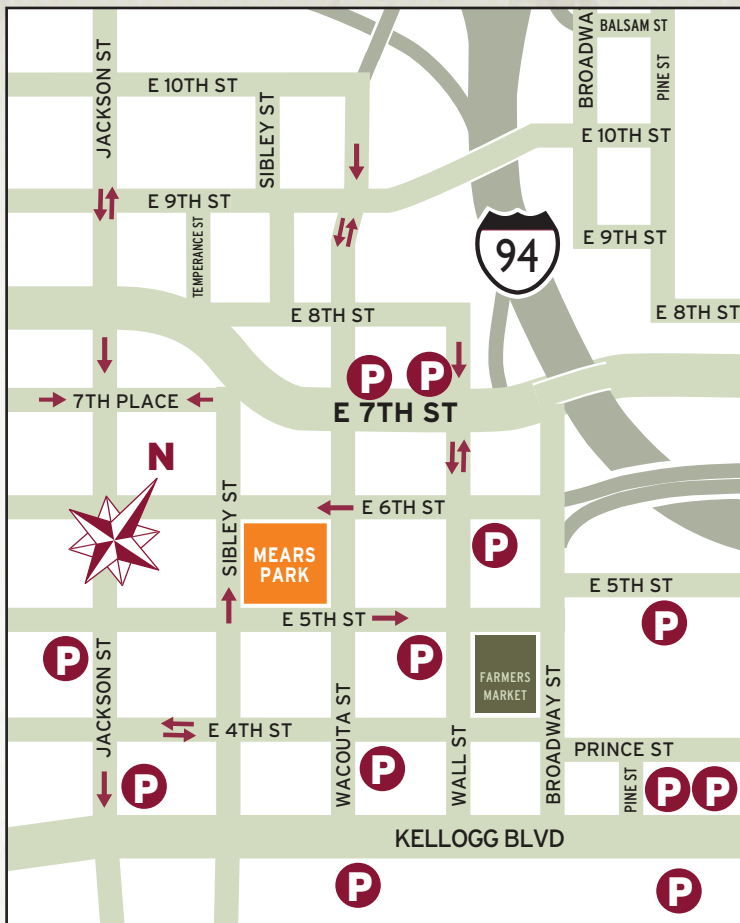 BALSAM ST
BROADWA
PINE ST
JACKSON ST
E 10TH ST
SIBLEY ST
E 10TH ST
E 9TH ST
TEMPERANCE ST
E 9TH ST
94
E 8TH ST
E 8TH ST
P
P
7TH PLACE
E 7TH ST
N
SIBLEY ST
E 6TH ST
P
MEARS
PARK
E 5TH ST
E 5TH ST
P
P
P
JACKSON ST
FARMERS
MARKET
WACOUTA ST
WALL ST
BROADWAY ST
E 4TH ST
PRINCE ST
P
P
PINE ST
P
P
KELLOGG BLVD
P
P